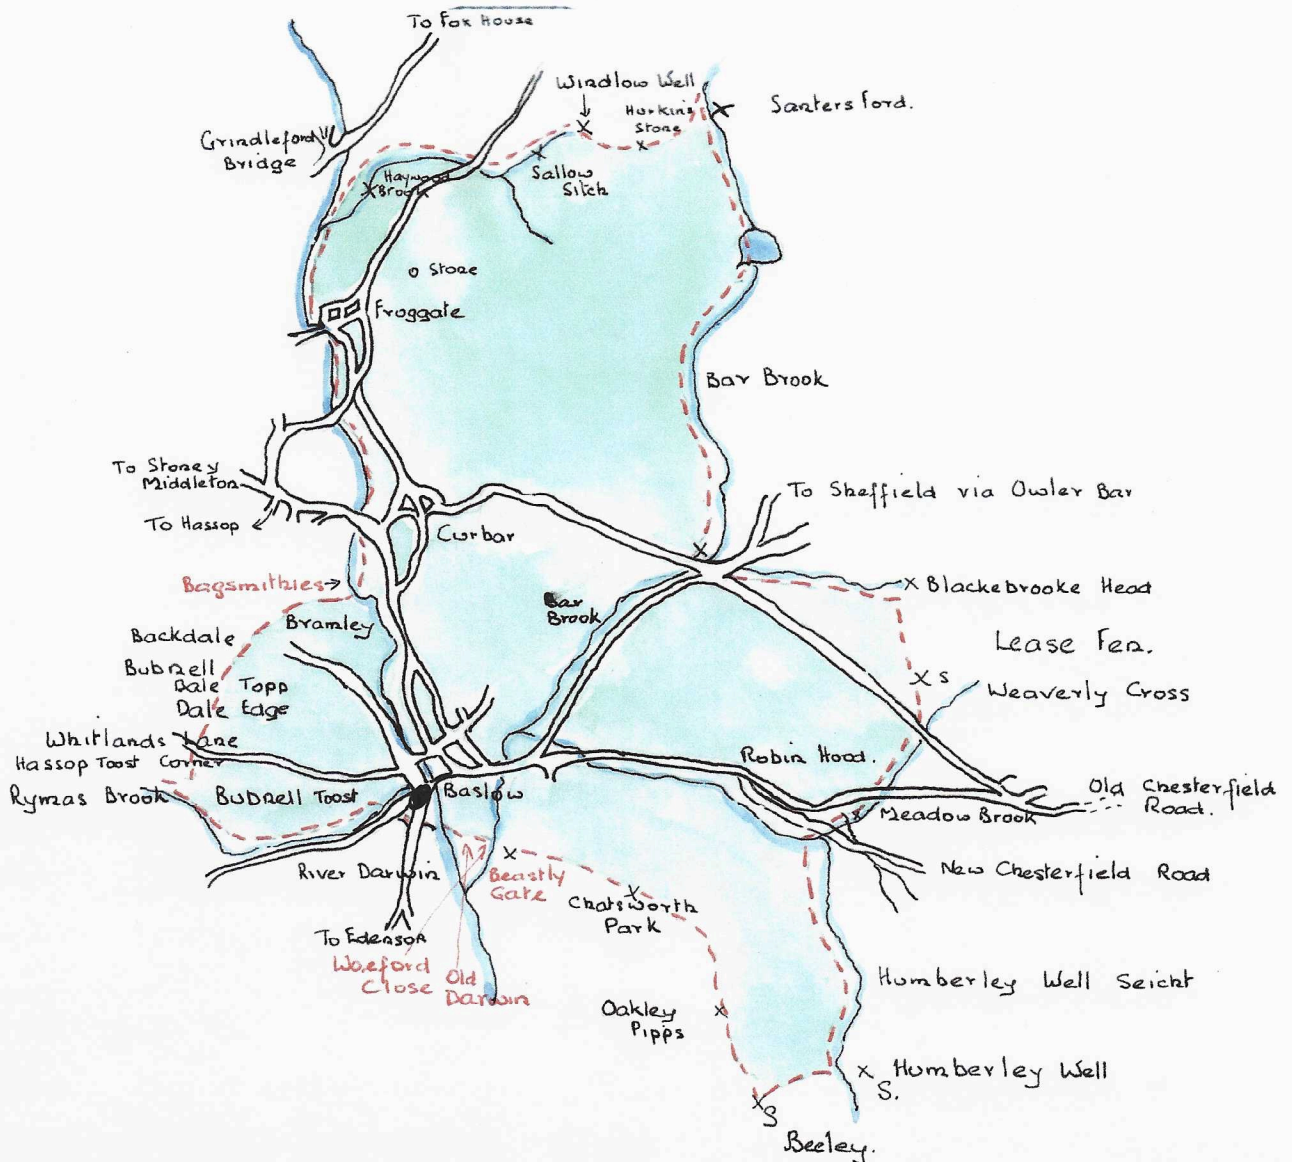 To Fox House
Windlow Well
Hurkin's
Stone
Santers Ford.
Grindleford
Bridge
Haywood
Brook
Sallow
Sitch
Stone
Froggate
Bar Brook
To Stoney
Middleton
To Hassop
To Sheffield via Owler Bar
Curbar
Bagsmithies
Blackebrooke Head
Bar
Brook
Bramley
Backdale
Lease Fen.
Bubnell
Dale Topp
Dale Edge
S
Weaverly Cross
Whitlands Lane
Hassop Toost Corner
Robin Hood.
Rymas Brook
Bubnell Toost
Baslow
Meadow Brook
Old Chesterfield
Road.
River Darwin
Beastly
Gate
New Chesterfield Road
Chatsworth
Park
To Edensor
Woeford
Close
Old
Darwin
Humberley Well Seicht
Oakley
Pipps
Humberley Well
S.
S
Beeley.